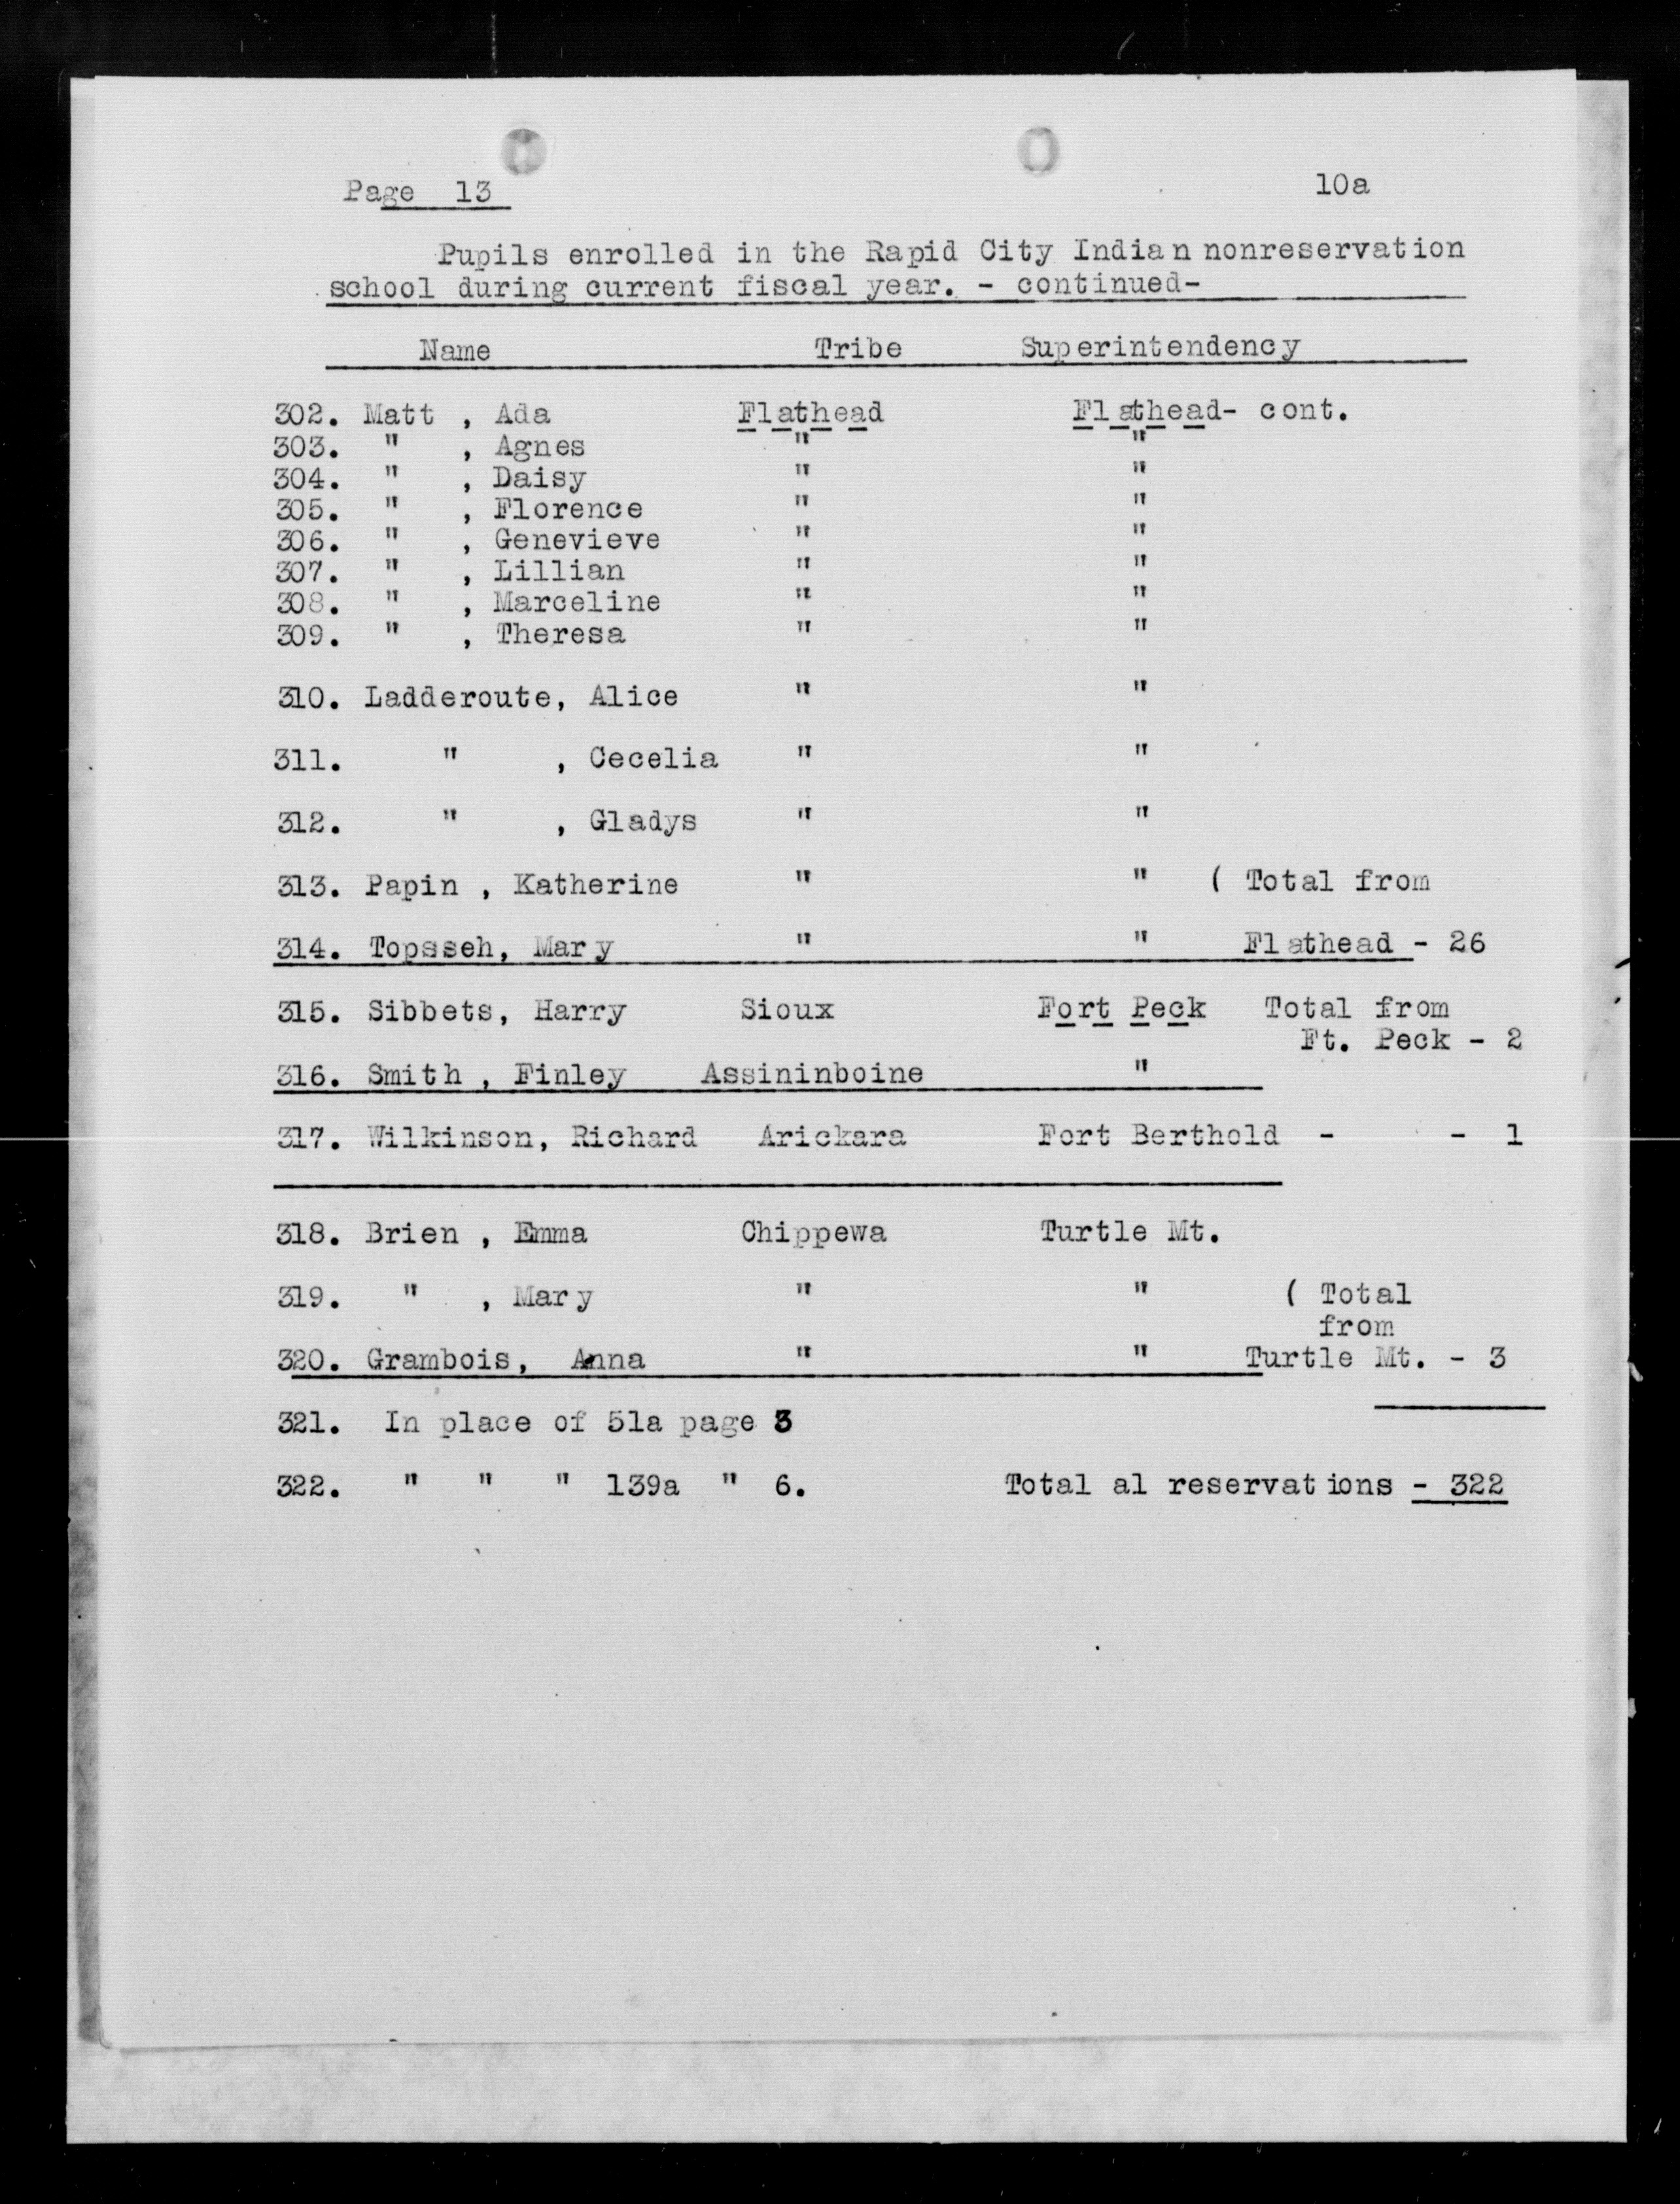 Page 13 10a
Pupils enrolled in the Rapid City Indian nonreservation
school during current fiscal year. - continued-
Name Tribe Superintendency
302. Matt , Ada Flathead Flathead- cont.
303. " , Agnes " "
304. " , Daisy " "
305. " , Florence " "
306. " , Genevieve " "
307. " , Lillian " "
308. " , Marceline " "
309. " , Theresa " "
310. Ladderoute, Alice " "
311. " , Cecelia " "
312. " , Gladys " "
313. Papin , Katherine " " ( Total from
314. Topsseh, Mary " " Flathead - 26
315. Sibbets, Harry Sioux Fort Peck Total from
Ft. Peck - 2
316. Smith , Finley Assininboine "
317. Wilkinson, Richard Arickara Fort Berthold - - 1
318. Brien , Emma Chippewa Turtle Mt.
319. " , Mary " " ( Total
from
320. Grambois, Anna " " Turtle Mt. - 3
321. In place of 51a page 3
322. " " " 139a " 6. Total al reservations - 322